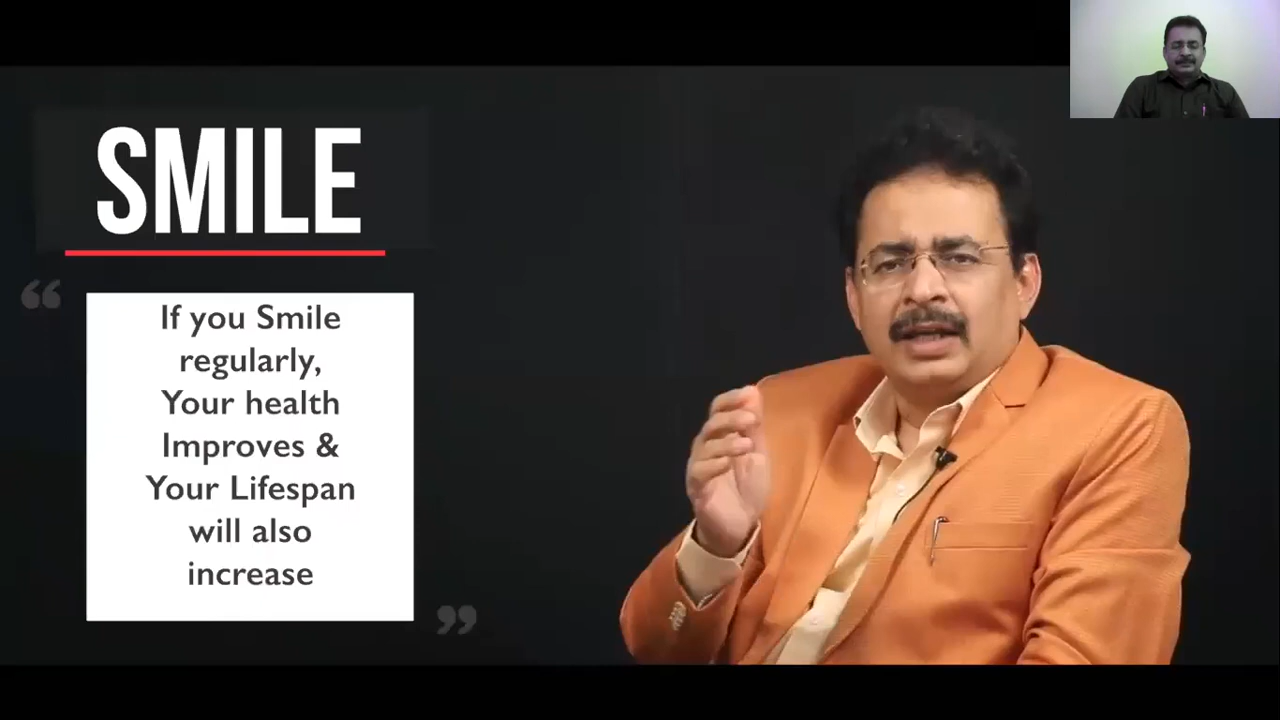 SMILE
“
If you Smile
regularly,
Your health
Improves &
Your Lifespan
will also
increase
”